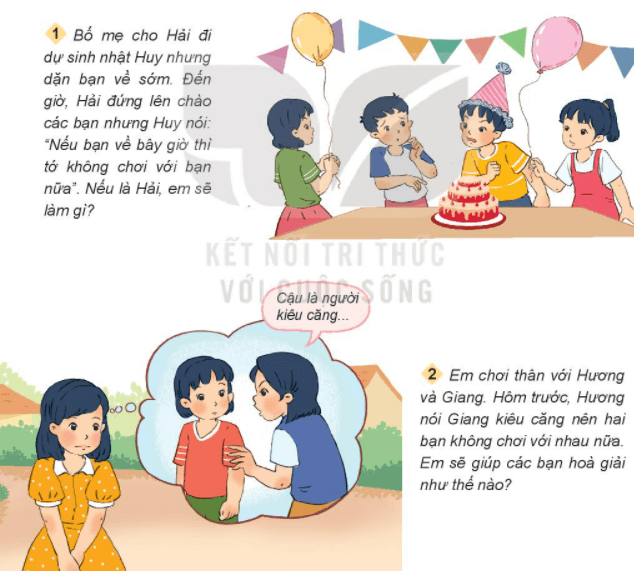 1 Bố mẹ cho Hải đi
dự sinh nhật Huy nhưng
dặn bạn về sớm. Đến
giờ, Hải đứng lên chào
các bạn nhưng Huy nói:
“Nếu bạn về bây giờ thì
tớ không chơi với bạn
nữa”. Nếu là Hải, em sẽ
làm gì?
KẾT NỐI TRI THỨC
VỚI CUỘC SỐNG
Cậu là người
kiêu căng...
2 Em chơi thân với Hương
và Giang. Hôm trước, Hương
nói Giang kiêu căng nên hai
bạn không chơi với nhau nữa.
Em sẽ giúp các bạn hoà giải
như thế nào?